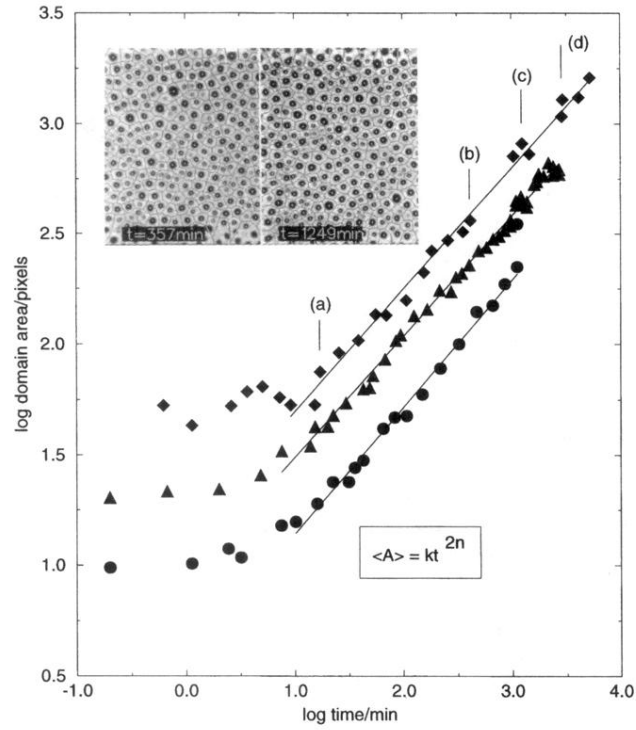 3.5
3.0
2.5
2.0
1.5
1.0
0.5
-1.0
0.0
1.0
2.0
3.0
4.0
log domain area/pixels
log time/min
t=357min
t=1249min
(a)
(b)
(c)
(d)
<A> = kt 2n